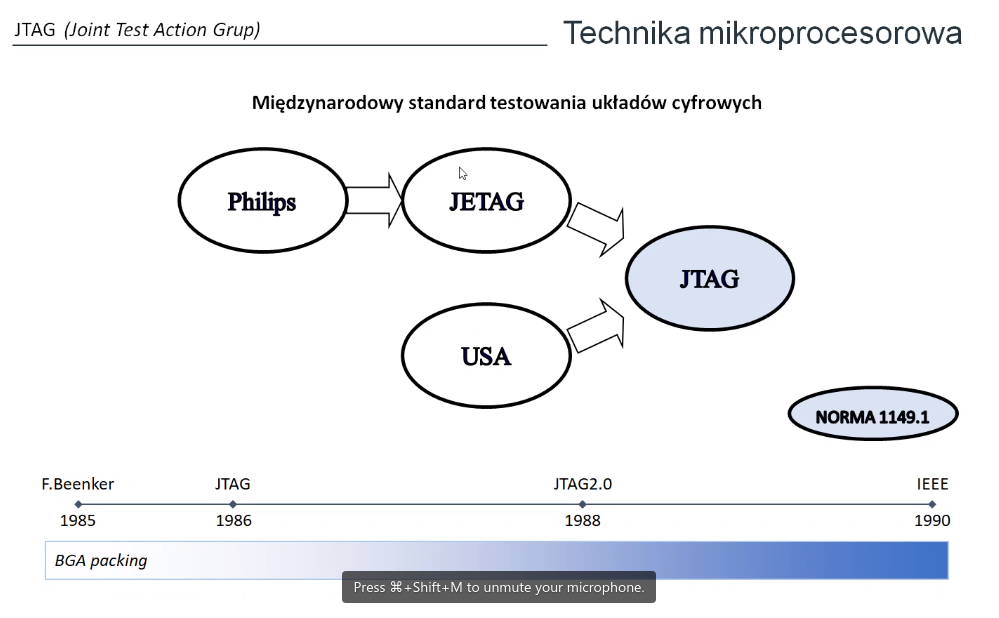 JTAG (Joint Test Action Grup)
Technika mikroprocesorowa
Międzynarodowy standard testowania układów cyfrowych
Philips
JETAG
JTAG
USA
NORMA 1149.1
F.Beenker JTAG JTAG2.0 IEEE
1985 1986 1988 1990
BGA packing
Press ⌘+Shift+M to unmute your microphone.